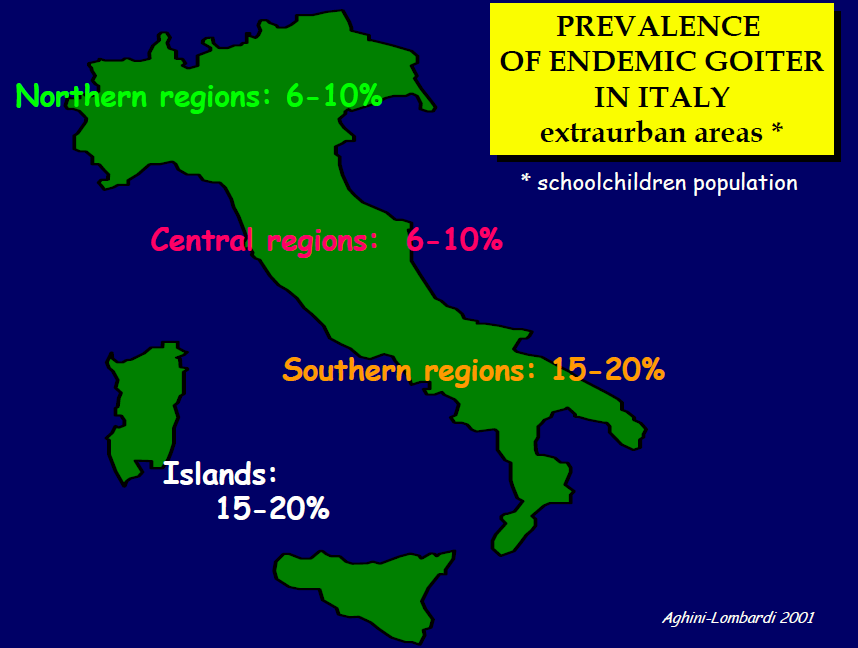 PREVALENCE
OF ENDEMIC GOITER
IN ITALY
extraurban areas *
* schoolchildren population
Northern regions: 6-10%
Central regions: 6-10%
Southern regions: 15-20%
Islands:
15-20%
Aghini-Lombardi 2001